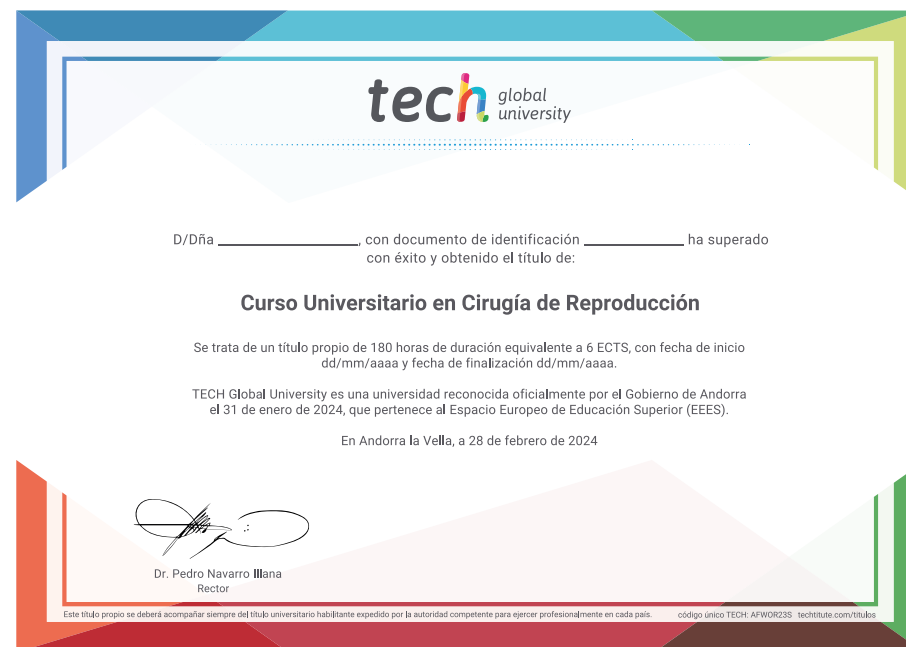 tech global university
D/Dña ____________________, con documento de identificación ______________ ha superado
con éxito y obtenido el título de:
Curso Universitario en Cirugía de Reproducción
Se trata de un título propio de 180 horas de duración equivalente a 6 ECTS, con fecha de inicio
dd/mm/aaaa y fecha de finalización dd/mm/aaaa.
TECH Global University es una universidad reconocida oficialmente por el Gobierno de Andorra
el 31 de enero de 2024, que pertenece al Espacio Europeo de Educación Superior (EEES).
En Andorra la Vella, a 28 de febrero de 2024
Dr. Pedro Navarro Illana
Rector
Este título propio se deberá acompañar siempre del título universitario habilitante expedido por la autoridad competente para ejercer profesionalmente en cada país. código único TECH: AFWOR23S techtitute.com/titulos